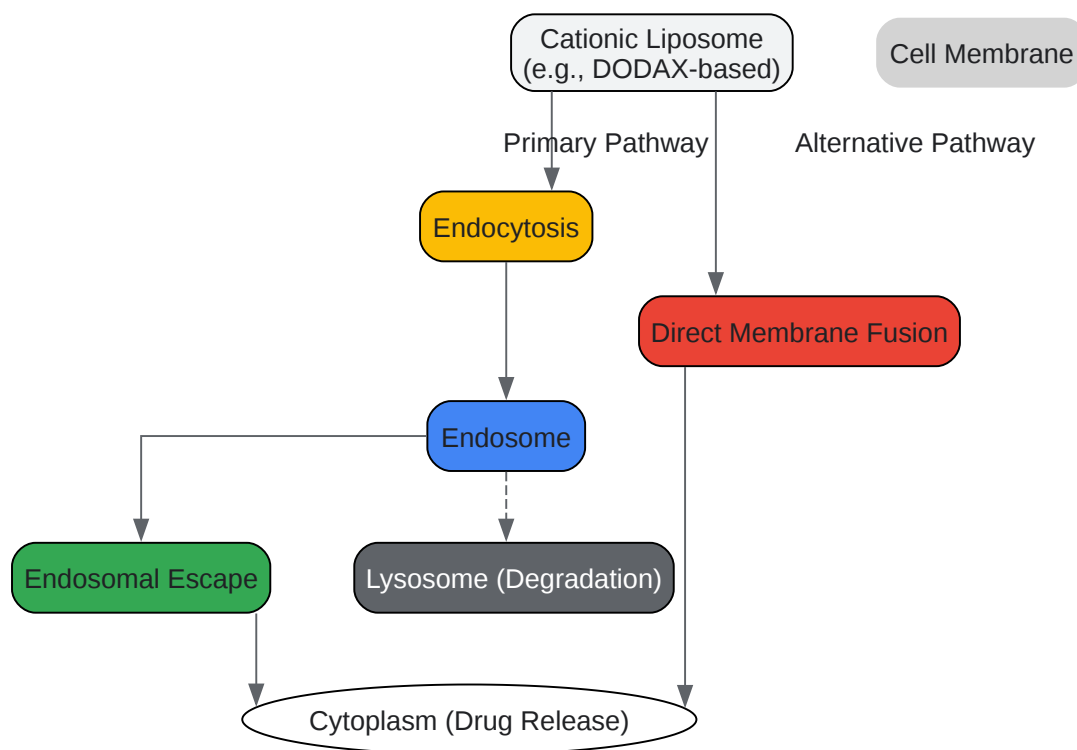 Cationic Liposome
(e.g., DODAX-based)
Cell Membrane
Primary Pathway
Alternative Pathway
Endocytosis
Direct Membrane Fusion
Endosome
Endosomal Escape
Lysosome (Degradation)
Cytoplasm (Drug Release)